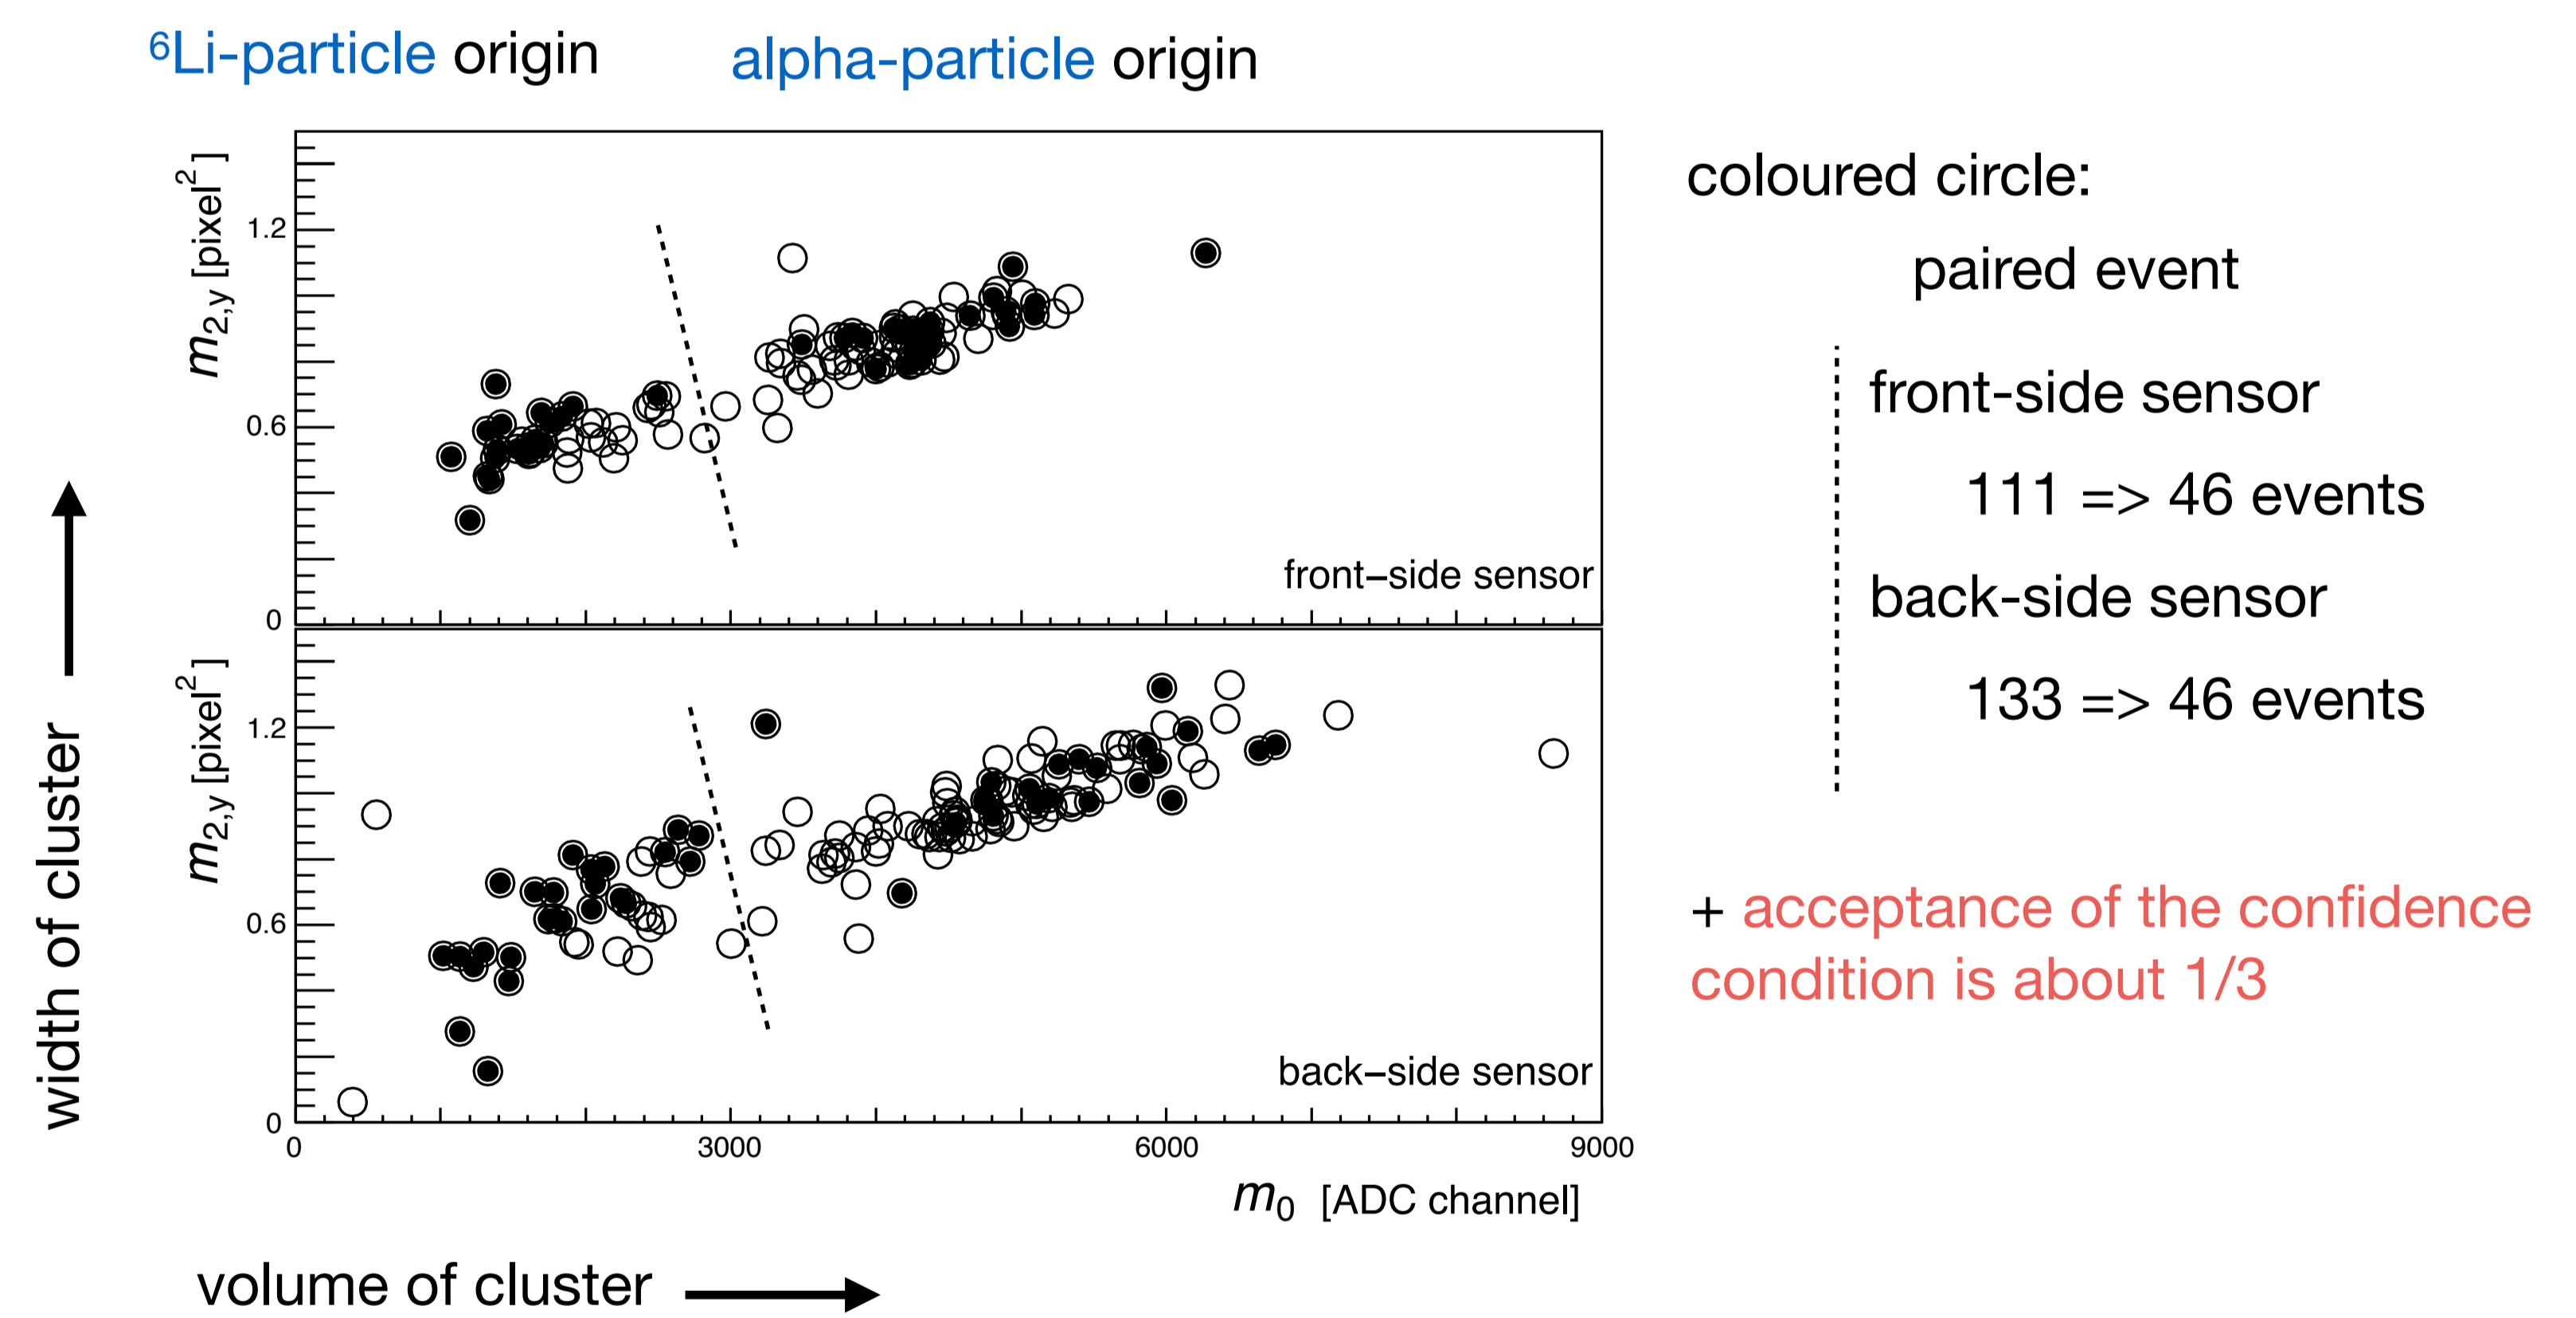 ⁶Li-particle origin
alpha-particle origin
m₂,y [pixel²]
1.2
0.6
0
front–side sensor
m₂,y [pixel²]
1.2
0.6
0
back–side sensor
0 3000 6000 9000
m₀ [ADC channel]
width of cluster
volume of cluster
coloured circle:
paired event
front-side sensor
111 => 46 events
back-side sensor
133 => 46 events
+ acceptance of the confidence
condition is about 1/3